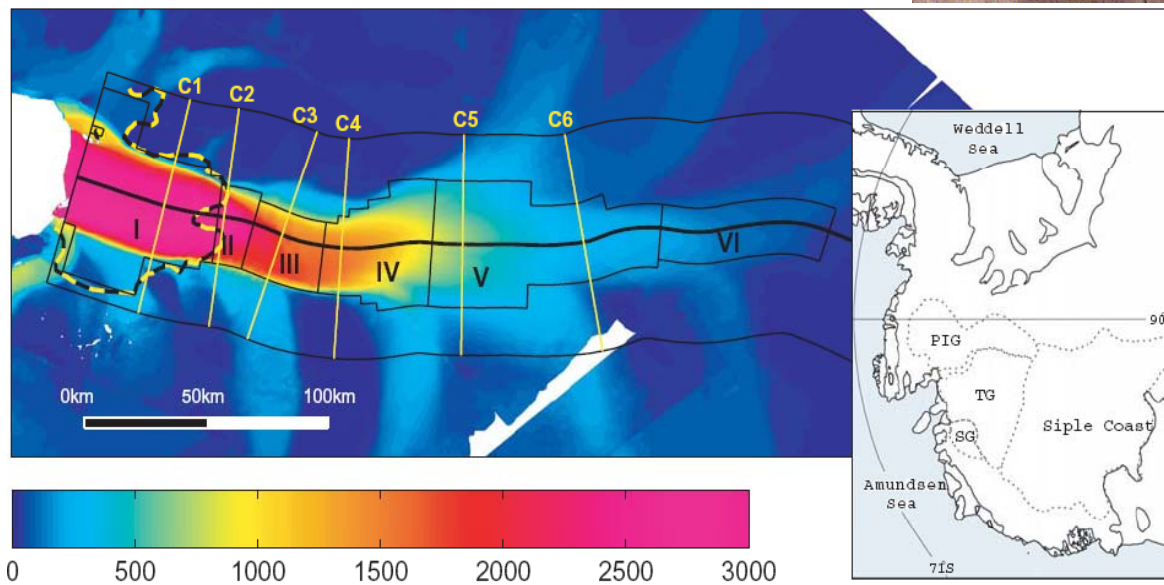 C1
C2
C3
C4
C5
C6
I
II
III
IV
V
VI
0km 50km 100km
0 500 1000 1500 2000 2500 3000
Weddell
Sea
90
PIG
TG
SG
Siple Coast
Amundsen
Sea
71S